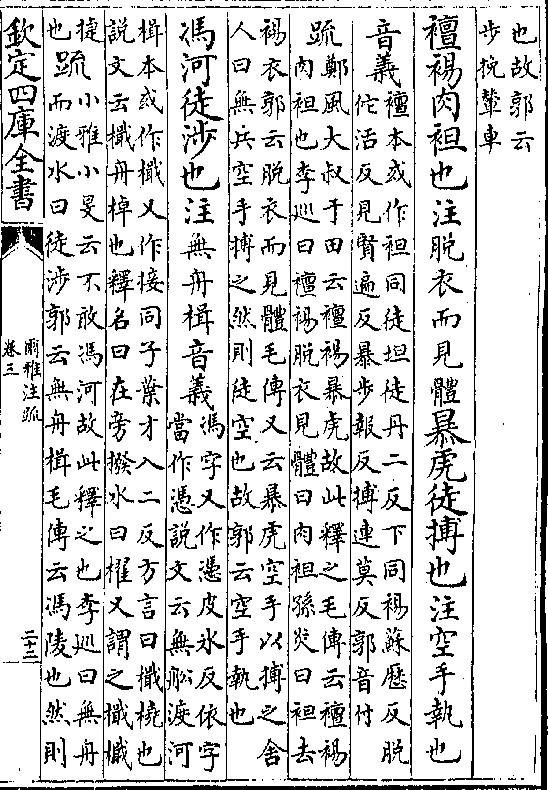 也故郭云
步挽輦車
襢裼肉袒也注脫衣而見體暴虎徒搏也注空手執也
音義襢本或作袒同徒坦徒丹二反下同裼蘇歷反脫
佗活反見賢遍反暴步報反搏連莫反郭音付
疏鄭風大叔于田云襢裼暴虎故此釋之毛傳云襢裼
肉袒也李巡曰襢裼脫衣見體曰肉袒孫炎曰袒去
裼衣郭云脫衣而見體毛傳又云暴虎空手以搏之舍
人曰無兵空手搏之然則徒空也故郭云空手執也
馮河徒涉也注無舟楫音義馮字又作憑皮冰反依字
當作憑說文云無舩渡河
楫本或作檝又作接同子葉才入二反方言曰檝橈也
說文云檝舟棹也釋名曰在旁撥水曰櫂又謂之檝檝
捷也疏小雅小旻云不敢馮河故此釋之也李巡曰無舟
而渡水曰徒涉郭云無舟楫毛傳云馮陵也然則
欽定四庫全書
爾雅注疏
卷三
二十三